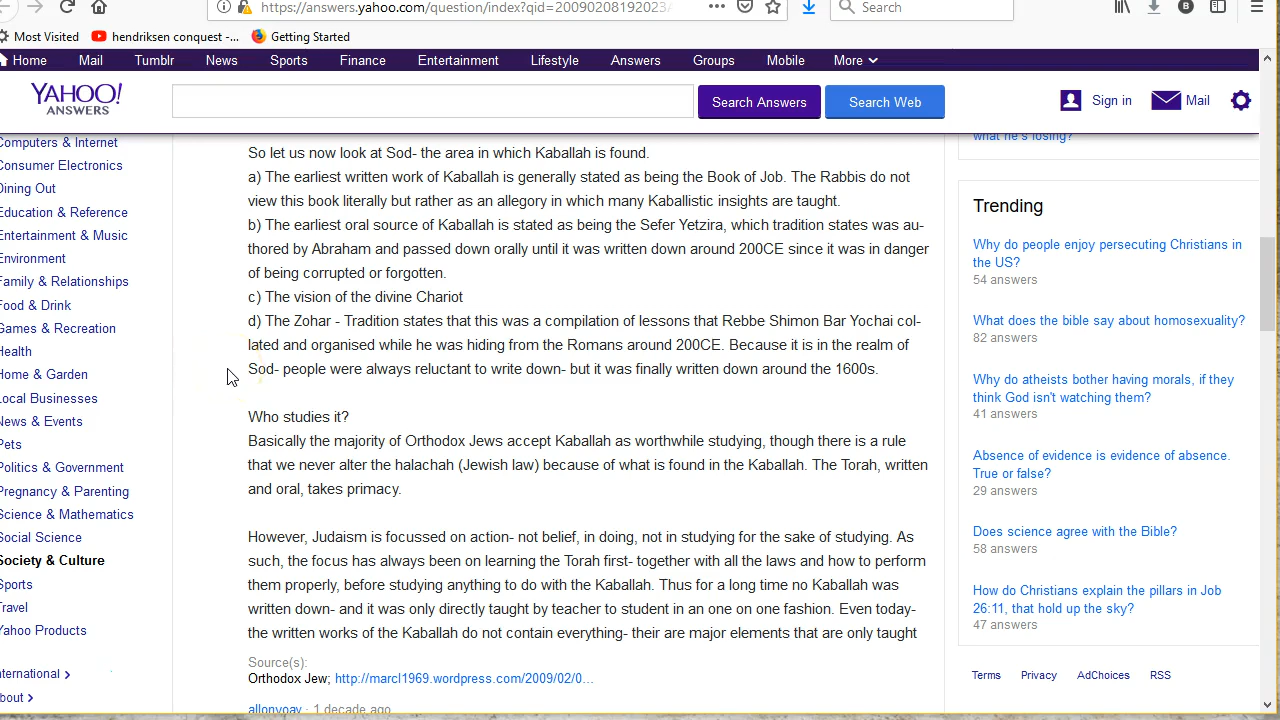 https://answers.yahoo.com/question/index?qid=20090208192023A
Search
Most Visited
hendriksen conquest -...
Getting Started
Home
Mail
Tumblr
News
Sports
Finance
Entertainment
Lifestyle
Answers
Groups
Mobile
More
YAHOO!
ANSWERS
Search Answers
Search Web
Sign in
Mail
Computers & Internet
Consumer Electronics
Dining Out
Education & Reference
Entertainment & Music
Environment
Family & Relationships
Food & Drink
Games & Recreation
Health
Home & Garden
Local Businesses
News & Events
Pets
Politics & Government
Pregnancy & Parenting
Science & Mathematics
Social Science
Society & Culture
Sports
Travel
Yahoo Products
nternational
bout
So let us now look at Sod- the area in which Kaballah is found.
a) The earliest written work of Kaballah is generally stated as being the Book of Job. The Rabbis do not
view this book literally but rather as an allegory in which many Kaballistic insights are taught.
b) The earliest oral source of Kaballah is stated as being the Sefer Yetzira, which tradition states was au-
thored by Abraham and passed down orally until it was written down around 200CE since it was in danger
of being corrupted or forgotten.
c) The vision of the divine Chariot
d) The Zohar - Tradition states that this was a compilation of lessons that Rebbe Shimon Bar Yochai col-
lated and organised while he was hiding from the Romans around 200CE. Because it is in the realm of
Sod- people were always reluctant to write down- but it was finally written down around the 1600s.
Who studies it?
Basically the majority of Orthodox Jews accept Kaballah as worthwhile studying, though there is a rule
that we never alter the halachah (Jewish law) because of what is found in the Kaballah. The Torah, written
and oral, takes primacy.
However, Judaism is focussed on action- not belief, in doing, not in studying for the sake of studying. As
such, the focus has always been on learning the Torah first- together with all the laws and how to perform
them properly, before studying anything to do with the Kaballah. Thus for a long time no Kaballah was
written down- and it was only directly taught by teacher to student in an one on one fashion. Even today-
the written works of the Kaballah do not contain everything- their are major elements that are only taught
Source(s):
Orthodox Jew; http://marcl1969.wordpress.com/2009/02/0...
allonyoav · 1 decade ago
what he's losing?
Trending
Why do people enjoy persecuting Christians in
the US?
54 answers
What does the bible say about homosexuality?
82 answers
Why do atheists bother having morals, if they
think God isn't watching them?
41 answers
Absence of evidence is evidence of absence.
True or false?
29 answers
Does science agree with the Bible?
58 answers
How do Christians explain the pillars in Job
26:11, that hold up the sky?
47 answers
Terms
Privacy
AdChoices
RSS